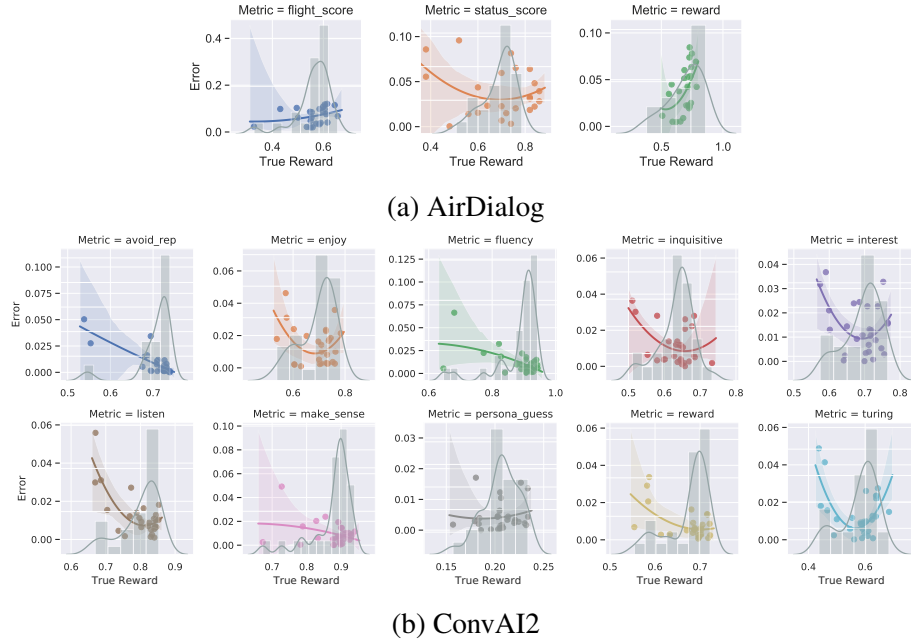 Metric = flight_score Metric = status_score Metric = reward
Error
0.4 0.2 0.0
0.10 0.05 0.00
0.15 0.10 0.05 0.00
0.4 0.6 0.4 0.6 0.8 0.5 1.0
True Reward True Reward True Reward
(a) AirDialog
Metric = avoid_rep Metric = enjoy Metric = fluency Metric = inquisitive Metric = interest
Error
0.100 0.075 0.050 0.025 0.000
0.06 0.04 0.02 0.00
0.100 0.075 0.050 0.025 0.000
0.06 0.04 0.02 0.00
0.04 0.03 0.02 0.01 0.00
0.5 0.6 0.7 0.6 0.7 0.8 0.6 0.8 1.0 0.5 0.6 0.7 0.8 0.6 0.7 0.8
Metric = listen Metric = make_sense Metric = persona_guess Metric = reward Metric = turing
Error
0.06 0.04 0.02 0.00
0.10 0.08 0.06 0.04 0.02 0.00
0.03 0.02 0.01 0.00
0.06 0.04 0.02 0.00
0.06 0.04 0.02 0.00
0.6 0.7 0.8 0.9 0.7 0.8 0.9 0.15 0.20 0.25 0.5 0.6 0.7 0.4 0.6
True Reward True Reward True Reward True Reward True Reward
(b) ConvAI2